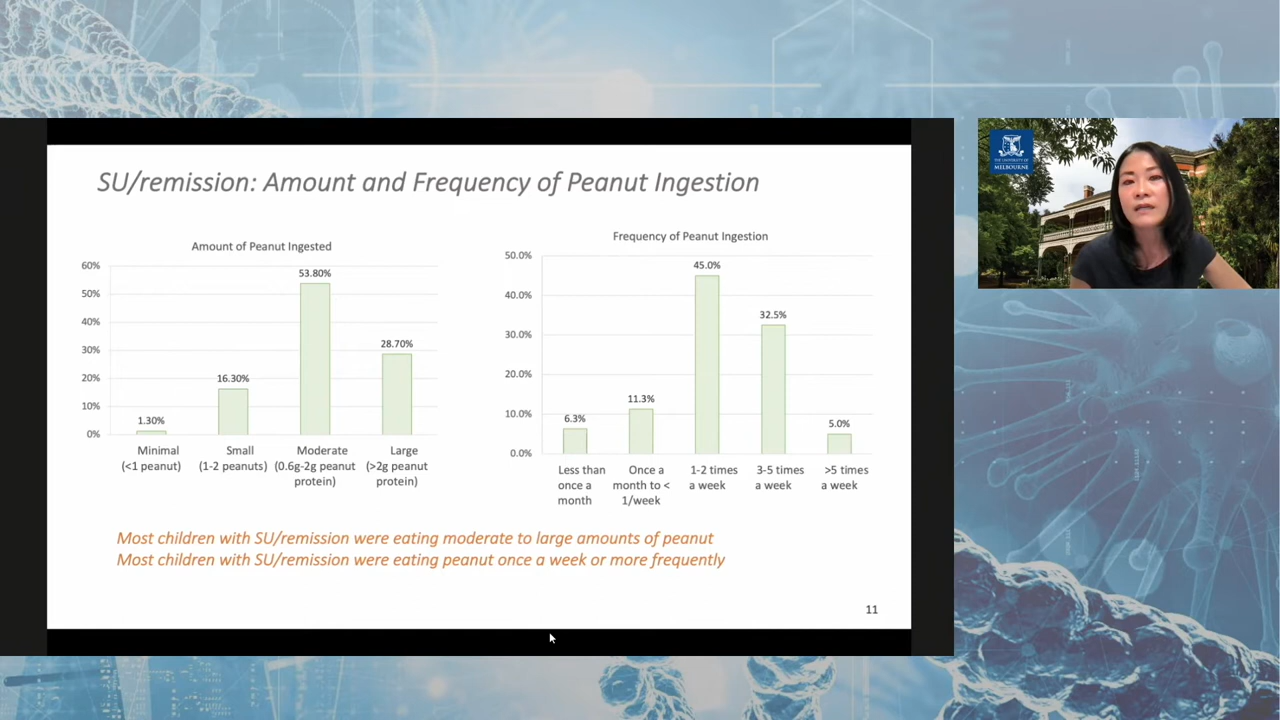 SU/remission: Amount and Frequency of Peanut Ingestion
Amount of Peanut Ingested
60%
50%
40%
30%
20%
10%
0%
1.30%
16.30%
53.80%
28.70%
Minimal
(<1 peanut)
Small
(1-2 peanuts)
Moderate
(0.6g-2g peanut
protein)
Large
(>2g peanut
protein)
Frequency of Peanut Ingestion
50.0%
40.0%
30.0%
20.0%
10.0%
0.0%
6.3%
11.3%
45.0%
32.5%
5.0%
Less than
once a
month
Once a
month to <
1/week
1-2 times
a week
3-5 times
a week
>5 times
a week
Most children with SU/remission were eating moderate to large amounts of peanut
Most children with SU/remission were eating peanut once a week or more frequently
11
THE UNIVERSITY OF
MELBOURNE